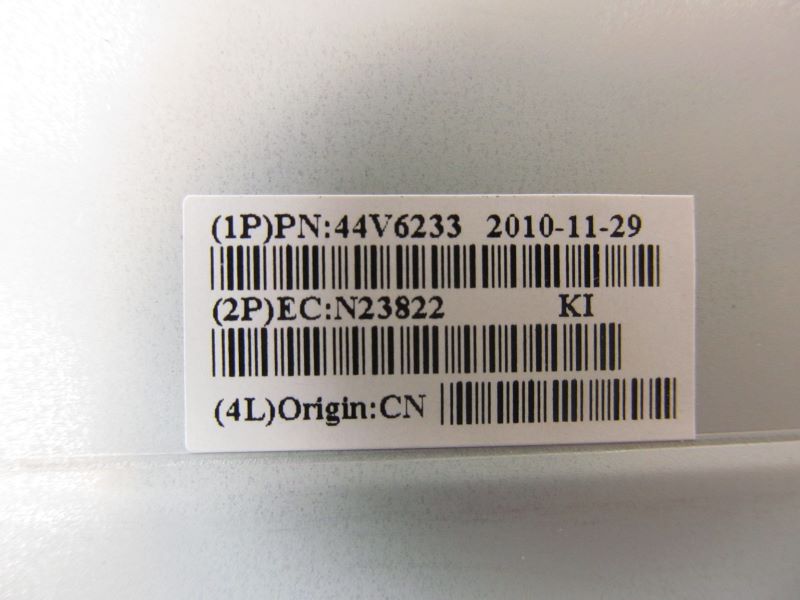 (1P)PN:44V6233 2010-11-29
(2P)EC:N23822 KI
(4L)Origin:CN